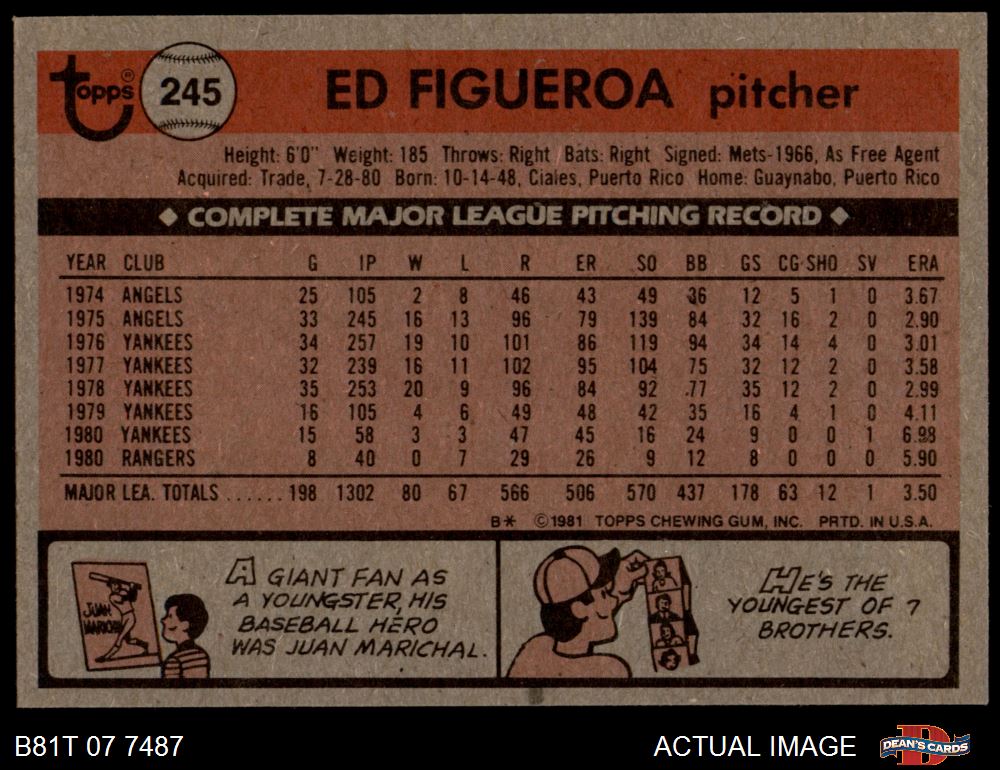 topps® 245 ED FIGUEROA pitcher
Height: 6'0" Weight: 185 Throws: Right Bats: Right Signed: Mets-1966, As Free Agent
Acquired: Trade, 7-28-80 Born: 10-14-48, Ciales, Puerto Rico Home: Guaynabo, Puerto Rico
◆ COMPLETE MAJOR LEAGUE PITCHING RECORD ◆
YEAR CLUB G IP W L R ER SO BB GS CG SHO SV ERA
1974 ANGELS 25 105 2 8 46 43 49 36 12 5 1 0 3.67
1975 ANGELS 33 245 16 13 96 79 139 84 32 16 2 0 2.90
1976 YANKEES 34 257 19 10 101 86 119 94 34 14 4 0 3.01
1977 YANKEES 32 239 16 11 102 95 104 75 32 12 2 0 3.58
1978 YANKEES 35 253 20 9 96 84 92 77 35 12 2 0 2.99
1979 YANKEES 16 105 4 6 49 48 42 35 16 4 1 0 4.11
1980 YANKEES 15 58 3 3 47 45 16 24 9 0 0 1 6.98
1980 RANGERS 8 40 0 7 29 26 9 12 8 0 0 0 5.90
MAJOR LEA. TOTALS ...... 198 1302 80 67 566 506 570 437 178 63 12 1 3.50
B* ©1981 TOPPS CHEWING GUM, INC. PRTD. IN U.S.A.
JUAN
A GIANT FAN AS
A YOUNGSTER, HIS
BASEBALL HERO
WAS JUAN MARICHAL.
HE'S THE
YOUNGEST OF 7
BROTHERS.
B81T 07 7487
ACTUAL IMAGE
D
DEAN'S CARDS